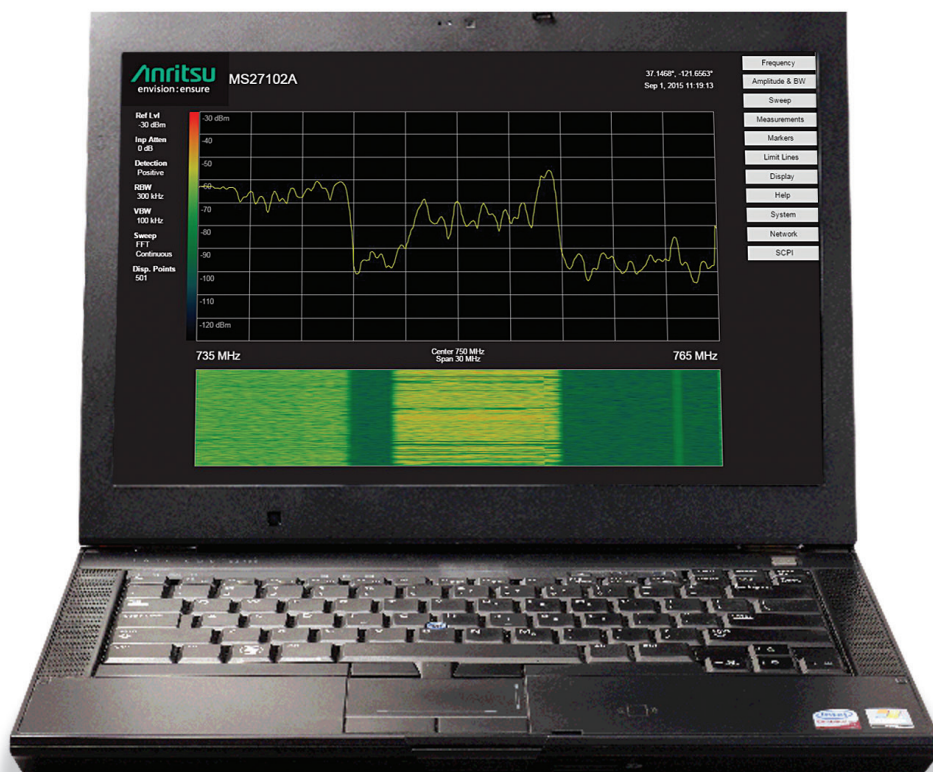 Anritsu
envision : ensure
MS27102A
37.1468°, -121.6563°
Sep 1, 2015 11:19:13
Frequency
Amplitude & BW
Sweep
Measurements
Markers
Limit Lines
Display
Help
System
Network
SCPI
Ref Lvl
-30 dBm
Inp Atten
0 dB
Detection
Positive
RBW
300 kHz
VBW
100 kHz
Sweep
FFT
Continuous
Disp. Points
501
-30 dBm
-40
-50
-60
-70
-80
-90
-100
-110
-120 dBm
735 MHz
Center 750 MHz
Span 30 MHz
765 MHz
intel